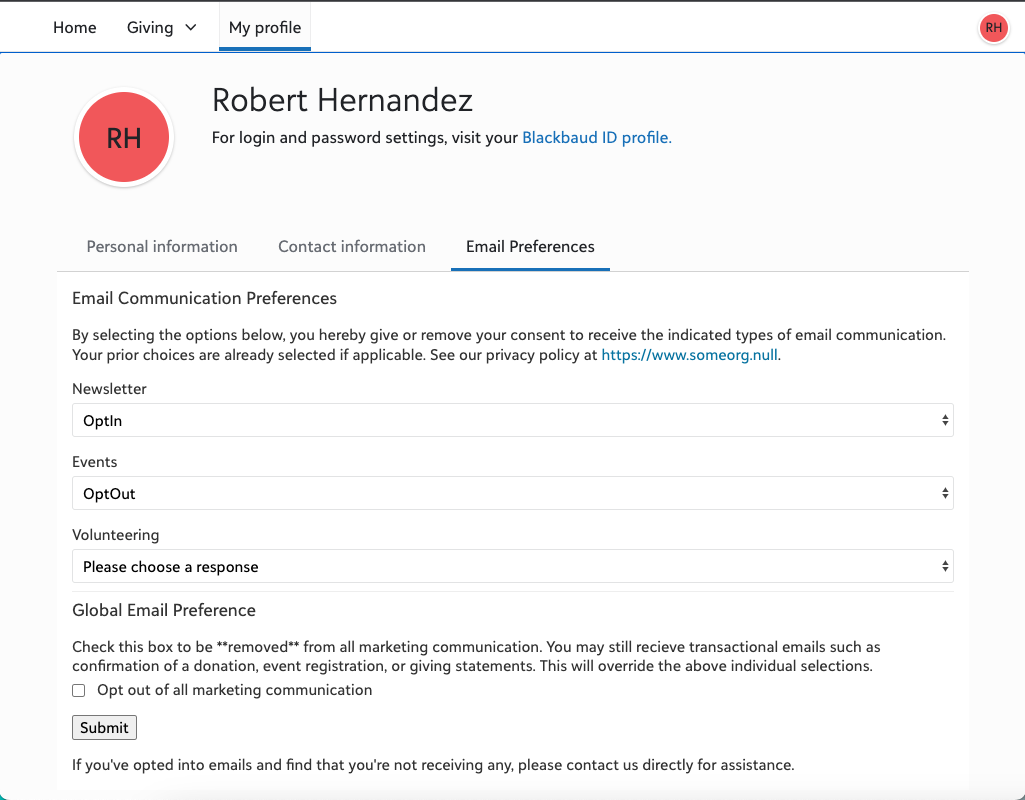 Home Giving My profile RH
RH
Robert Hernandez
For login and password settings, visit your Blackbaud ID profile.
Personal information Contact information Email Preferences
Email Communication Preferences
By selecting the options below, you hereby give or remove your consent to receive the indicated types of email communication.
Your prior choices are already selected if applicable. See our privacy policy at https://www.someorg.null.
Newsletter
OptIn
Events
OptOut
Volunteering
Please choose a response
Global Email Preference
Check this box to be **removed** from all marketing communication. You may still recieve transactional emails such as
confirmation of a donation, event registration, or giving statements. This will override the above individual selections.
Opt out of all marketing communication
Submit
If you've opted into emails and find that you're not receiving any, please contact us directly for assistance.